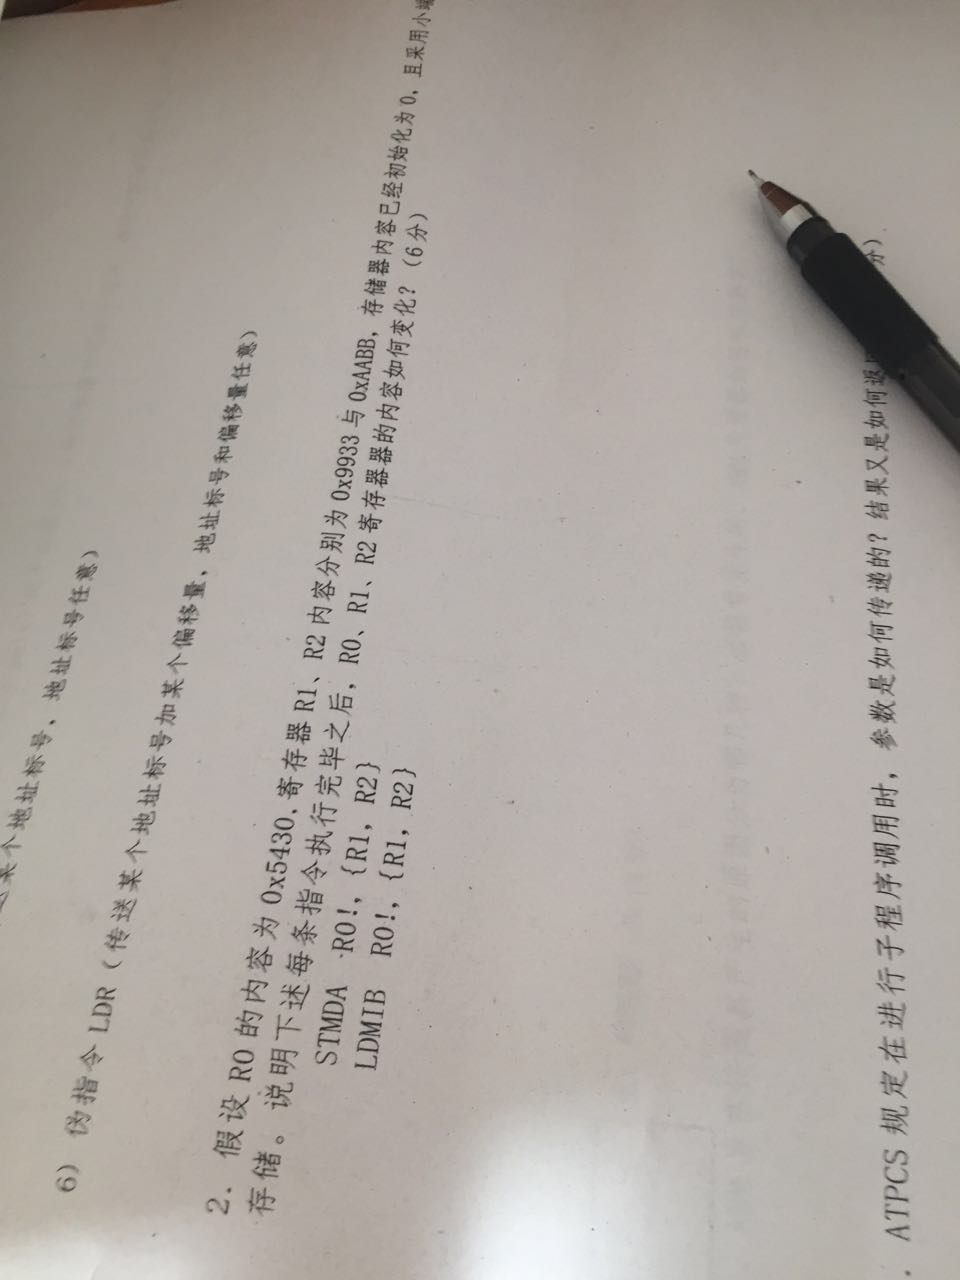 某个地址标号，地址标号任意）
6） 伪指令 LDR（传送某个地址标号加某个偏移量，地址标号和偏移量任意）
2. 假设 R0 的内容为 0x5430,寄存器 R1、R2 内容分别为 0x9933 与 0xAABB，存储器内容已经初始化为 0，且采用小端
存储。说明下述每条指令执行完毕之后，R0、R1、R2 寄存器器的内容如何变化？（6 分）
STMDA R0!，{R1，R2}
LDMIB R0!，{R1，R2}
. ATPCS 规定在进行子程序调用时，参数是如何传递的？结果又是如何返 分）